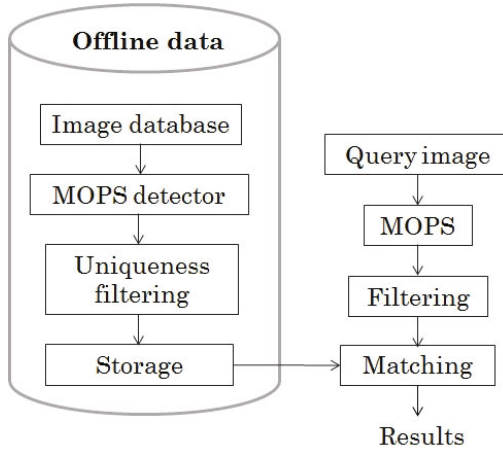 Offline data
Image database
MOPS detector
Uniqueness
filtering
Storage
Query image
MOPS
Filtering
Matching
Results